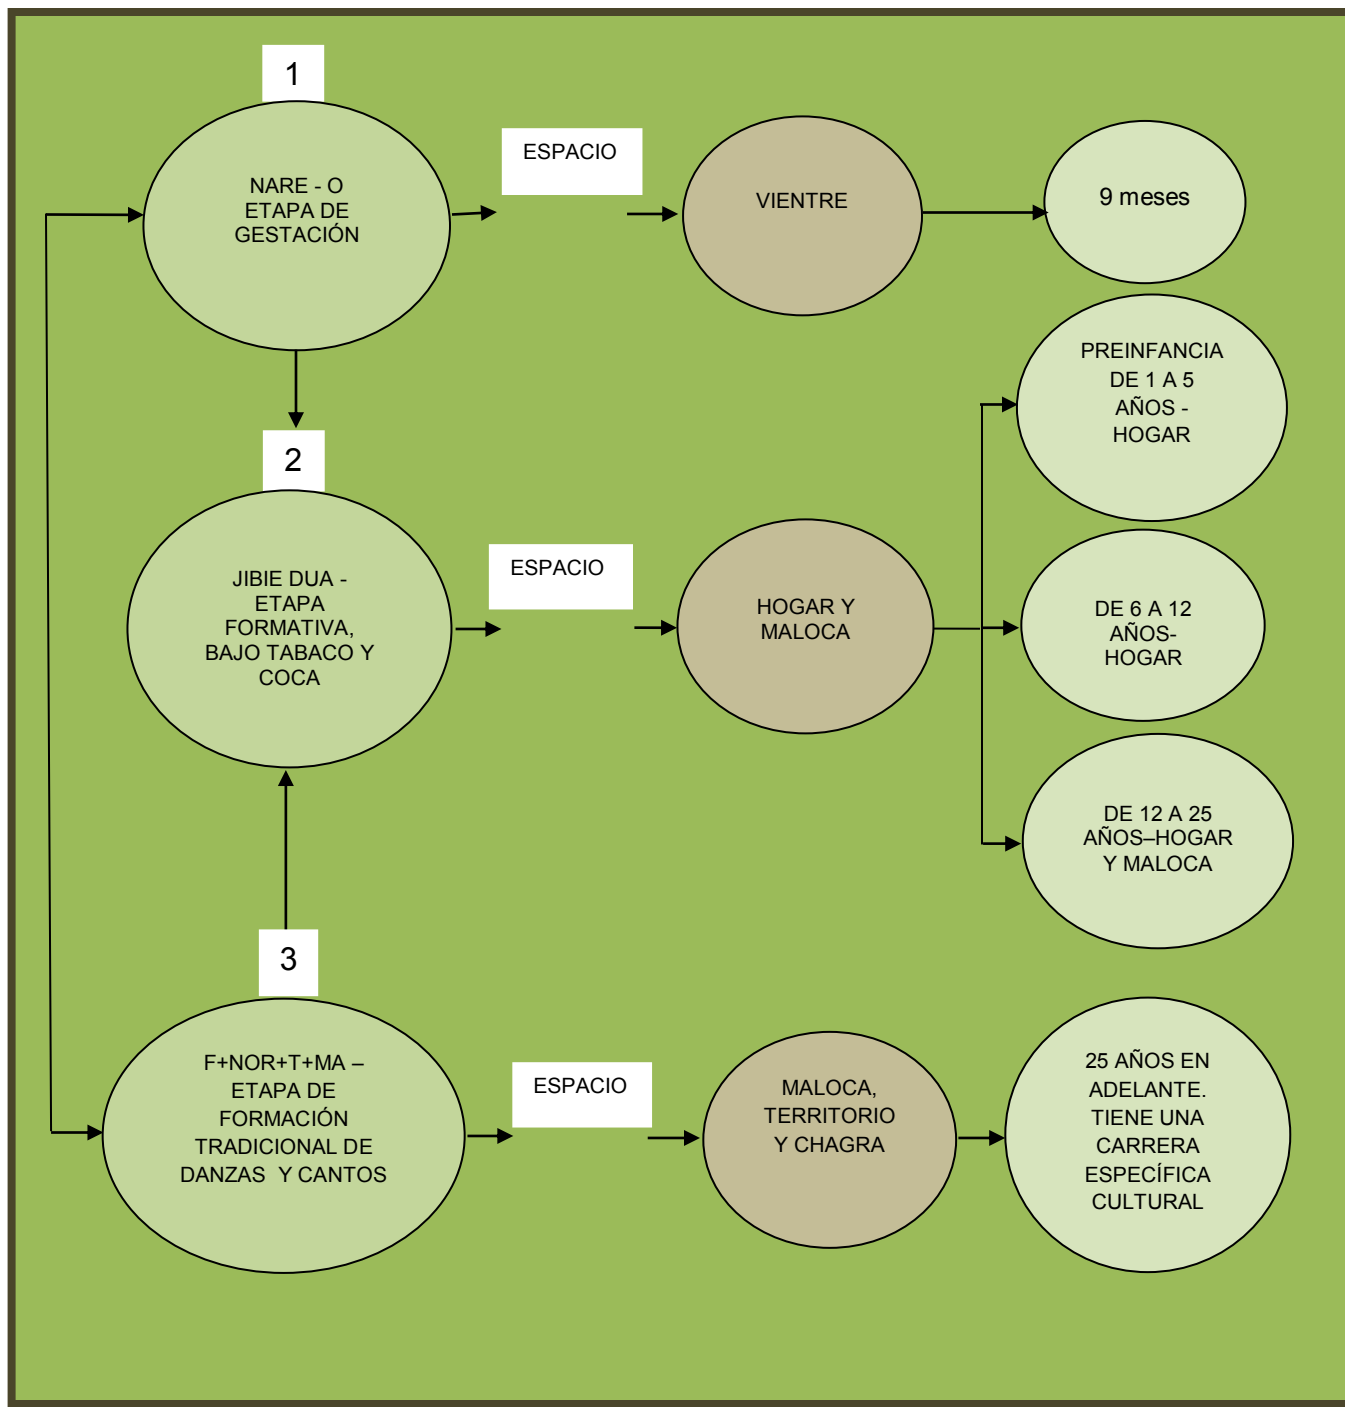 1
NARE - O
ETAPA DE
GESTACIÓN
ESPACIO
VIENTRE
9 meses
2
JIBIE DUA -
ETAPA
FORMATIVA,
BAJO TABACO Y
COCA
ESPACIO
HOGAR Y
MALOCA
PREINFANCIA
DE 1 A 5
AÑOS -
HOGAR
DE 6 A 12
AÑOS-
HOGAR
DE 12 A 25
AÑOS–HOGAR
Y MALOCA
3
F+NOR+T+MA –
ETAPA DE
FORMACIÓN
TRADICIONAL DE
DANZAS Y CANTOS
ESPACIO
MALOCA,
TERRITORIO
Y CHAGRA
25 AÑOS EN
ADELANTE.
TIENE UNA
CARRERA
ESPECÍFICA
CULTURAL